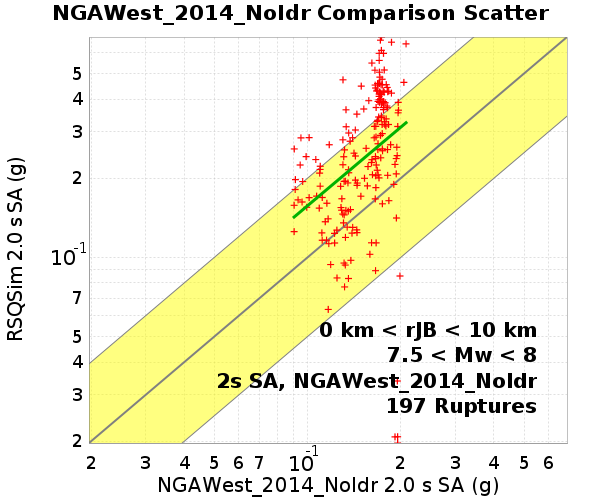 NGAWest_2014_NoIdr Comparison Scatter
RSQSim 2.0 s SA (g)
5
4
3
2
10-1
7
5
4
3
2
0 km < rJB < 10 km
7.5 < Mw < 8
2s SA, NGAWest_2014_NoIdr
197 Ruptures
2 3 4 5 6 7 10-1 2 3 4 5 6
NGAWest_2014_NoIdr 2.0 s SA (g)